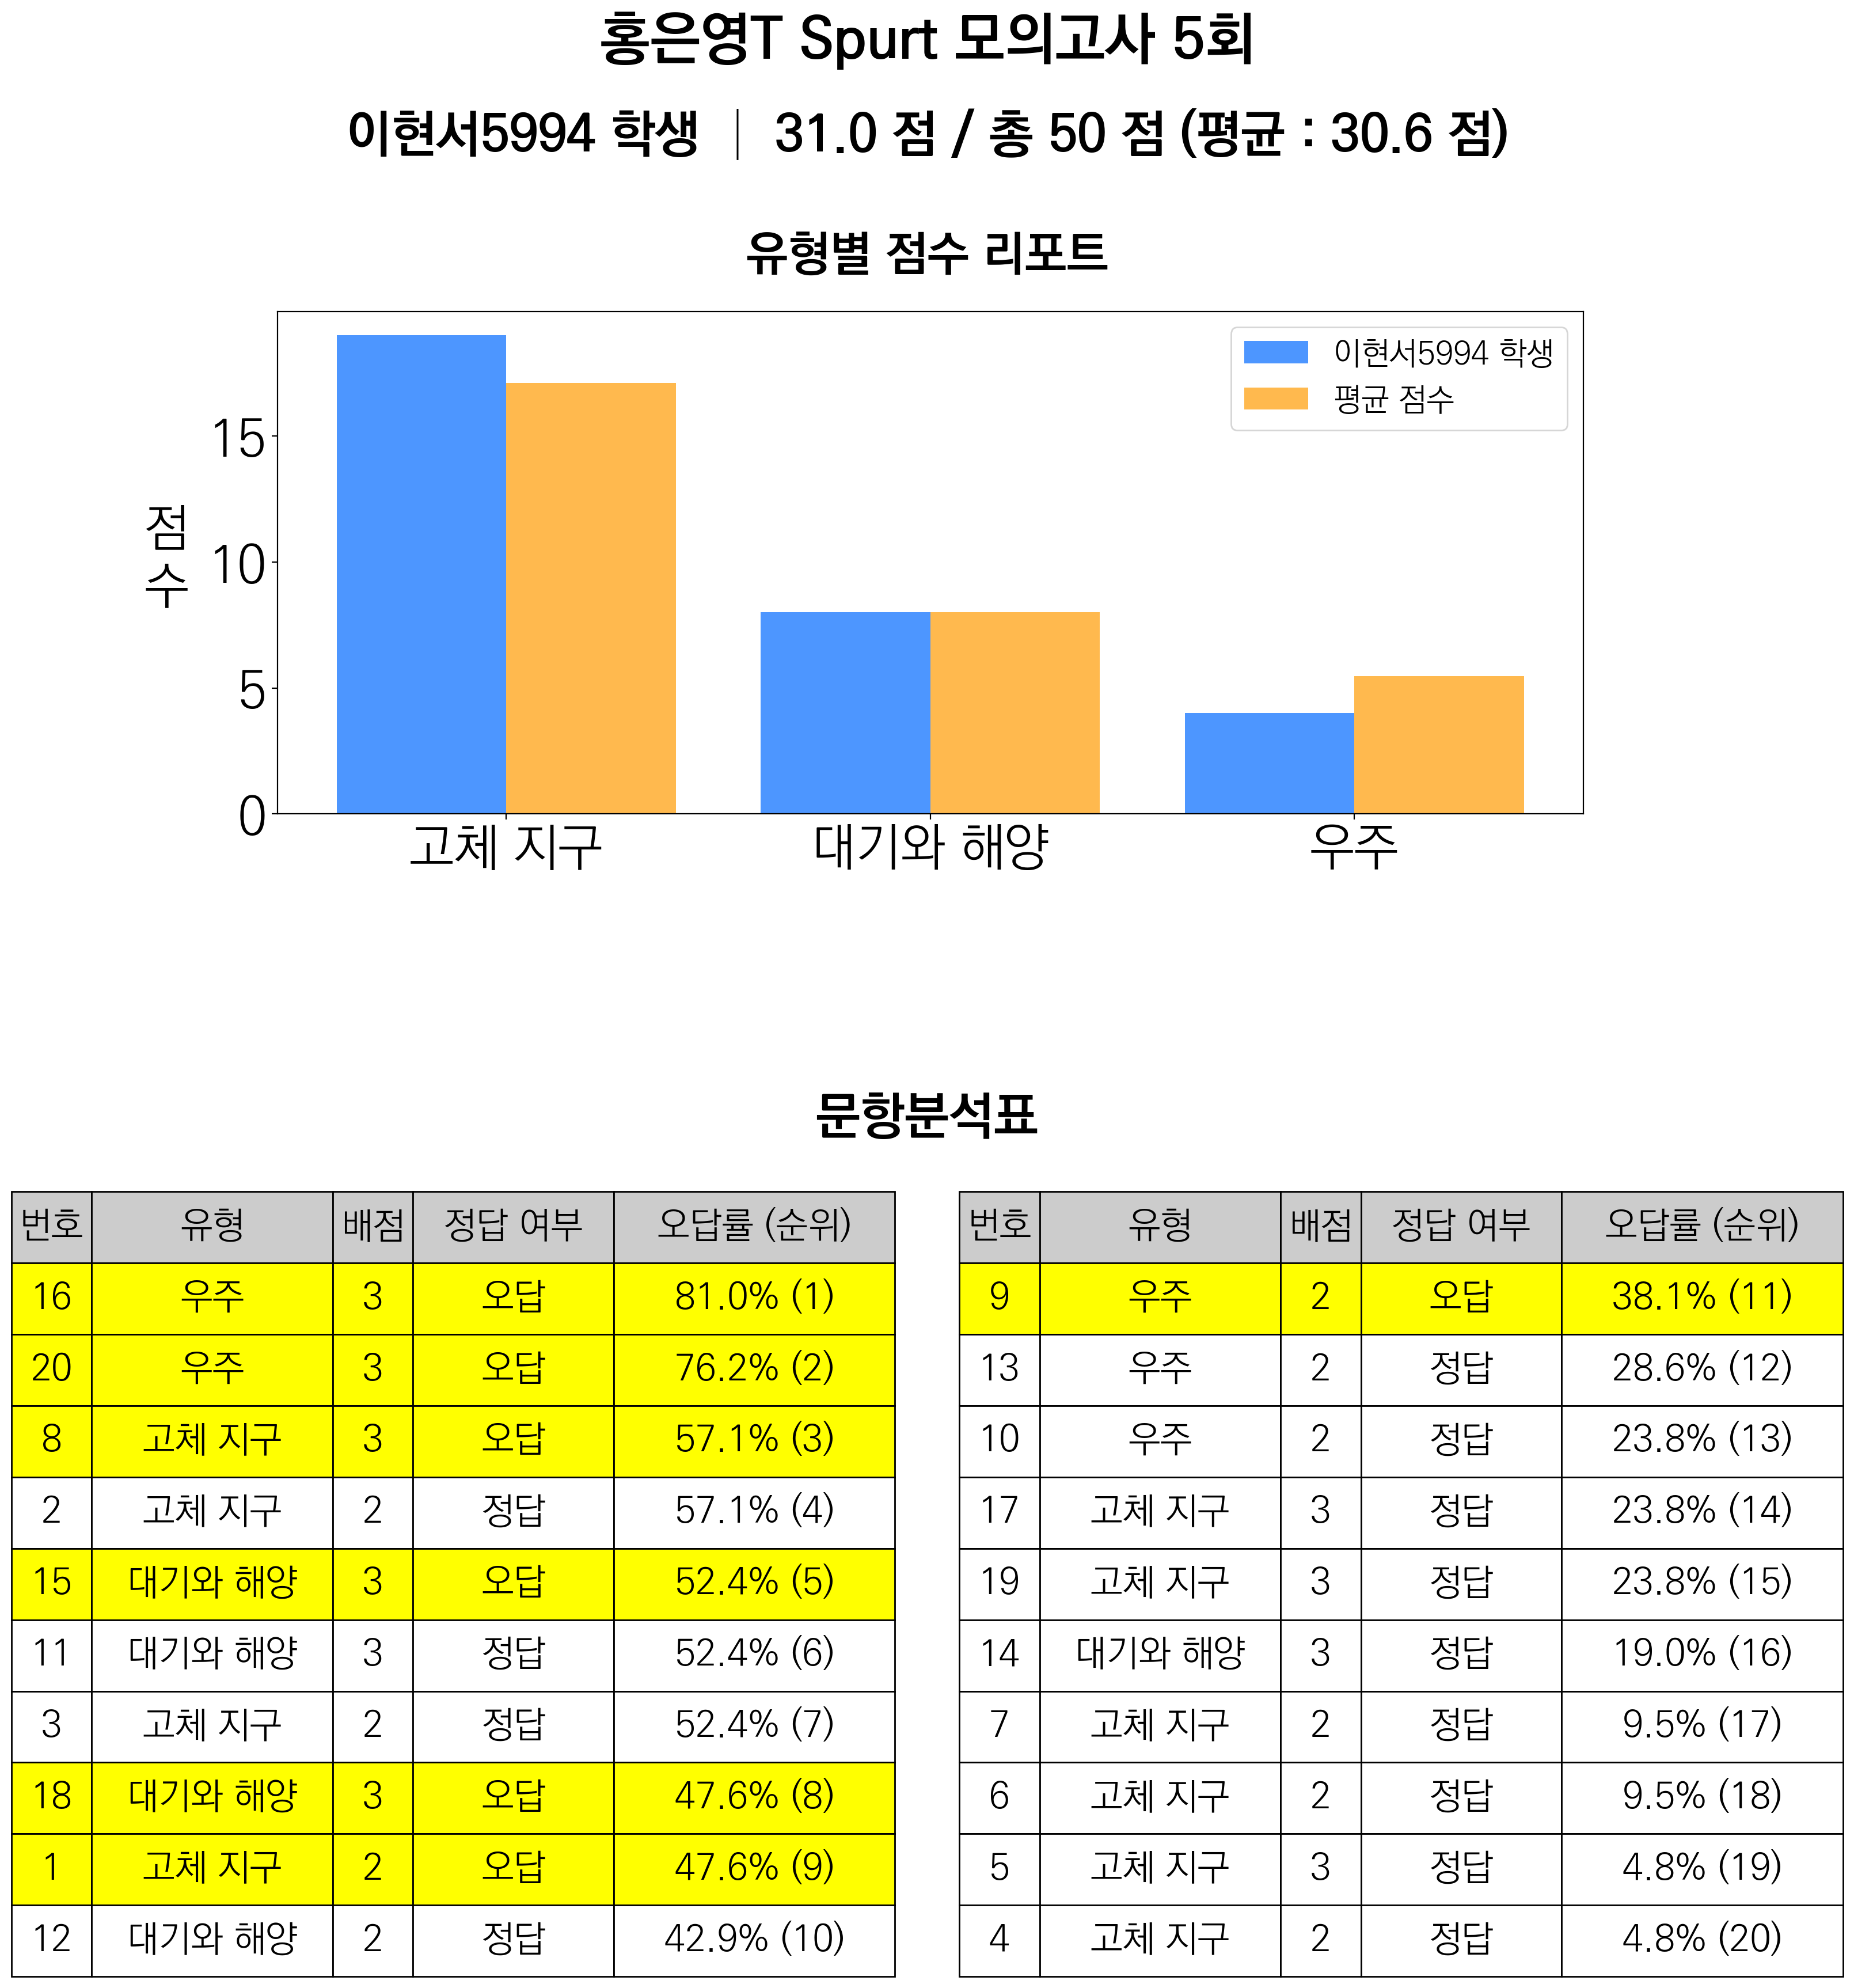 홍은영T Spurt 모의고사 5회
이현서5994 학생 | 31.0 점 / 총 50 점 (평균 : 30.6 점)
유형별 점수 리포트
이현서5994 학생
평균 점수
점
수
15
10
5
0
고체 지구 대기와 해양 우주
문항분석표
번호 유형 배점 정답 여부 오답률 (순위)
16 우주 3 오답 81.0% (1)
20 우주 3 오답 76.2% (2)
8 고체 지구 3 오답 57.1% (3)
2 고체 지구 2 정답 57.1% (4)
15 대기와 해양 3 오답 52.4% (5)
11 대기와 해양 3 정답 52.4% (6)
3 고체 지구 2 정답 52.4% (7)
18 대기와 해양 3 오답 47.6% (8)
1 고체 지구 2 오답 47.6% (9)
12 대기와 해양 2 정답 42.9% (10)
번호 유형 배점 정답 여부 오답률 (순위)
9 우주 2 오답 38.1% (11)
13 우주 2 정답 28.6% (12)
10 우주 2 정답 23.8% (13)
17 고체 지구 3 정답 23.8% (14)
19 고체 지구 3 정답 23.8% (15)
14 대기와 해양 3 정답 19.0% (16)
7 고체 지구 2 정답 9.5% (17)
6 고체 지구 2 정답 9.5% (18)
5 고체 지구 3 정답 4.8% (19)
4 고체 지구 2 정답 4.8% (20)